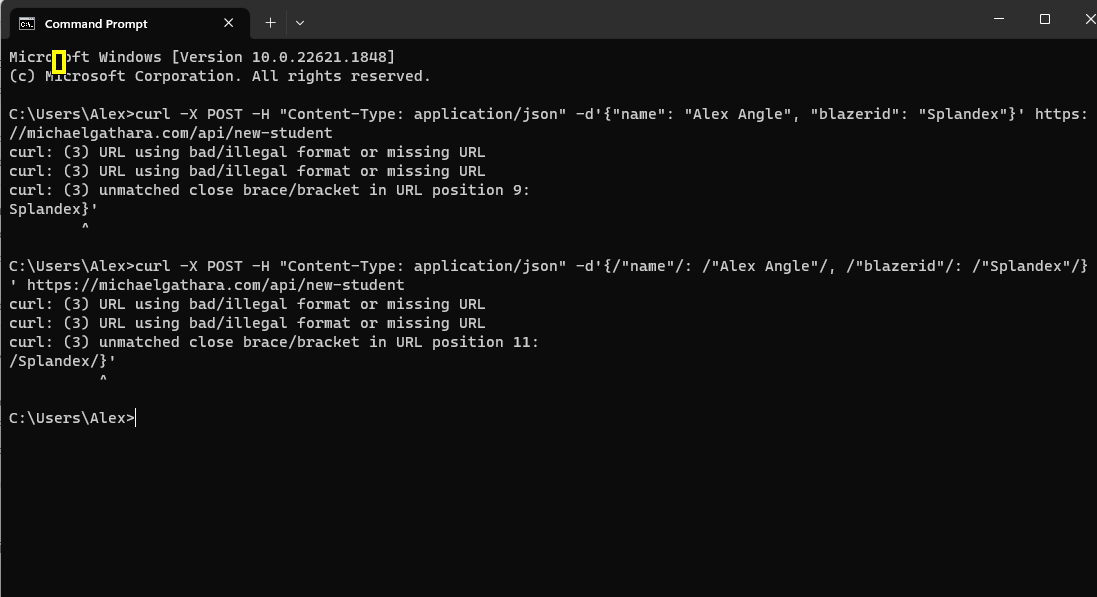 Command Prompt
Microsoft Windows [Version 10.0.22621.1848]
(c) Microsoft Corporation. All rights reserved.
C:\Users\Alex>curl -X POST -H "Content-Type: application/json" -d'{"name": "Alex Angle", "blazerid": "Splandex"}' https:
//michaelgathara.com/api/new-student
curl: (3) URL using bad/illegal format or missing URL
curl: (3) URL using bad/illegal format or missing URL
curl: (3) unmatched close brace/bracket in URL position 9:
Splandex}'
^
C:\Users\Alex>curl -X POST -H "Content-Type: application/json" -d'{/"name"/: /"Alex Angle"/, /"blazerid"/: /"Splandex"/}
' https://michaelgathara.com/api/new-student
curl: (3) URL using bad/illegal format or missing URL
curl: (3) URL using bad/illegal format or missing URL
curl: (3) unmatched close brace/bracket in URL position 11:
/Splandex/}'
^
C:\Users\Alex>